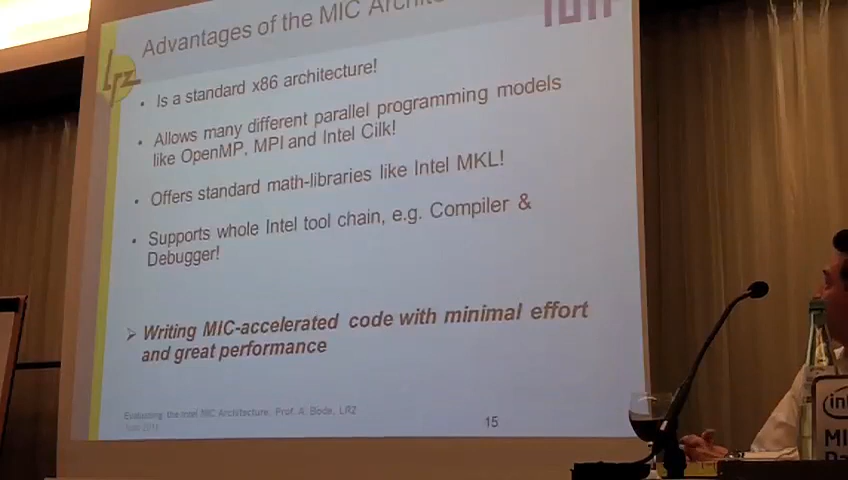 Advantages of the MIC
LRZ
• Is a standard x86 architecture!
• Allows many different parallel programming models
like OpenMP, MPI and Intel Cilk!
• Offers standard math-libraries like Intel MKL!
• Supports whole Intel tool chain, e.g. Compiler &
Debugger!
➢ Writing MIC-accelerated code with minimal effort
and great performance
Evaluating the Intel MIC Architecture, Prof. A. Bode, LRZ
15